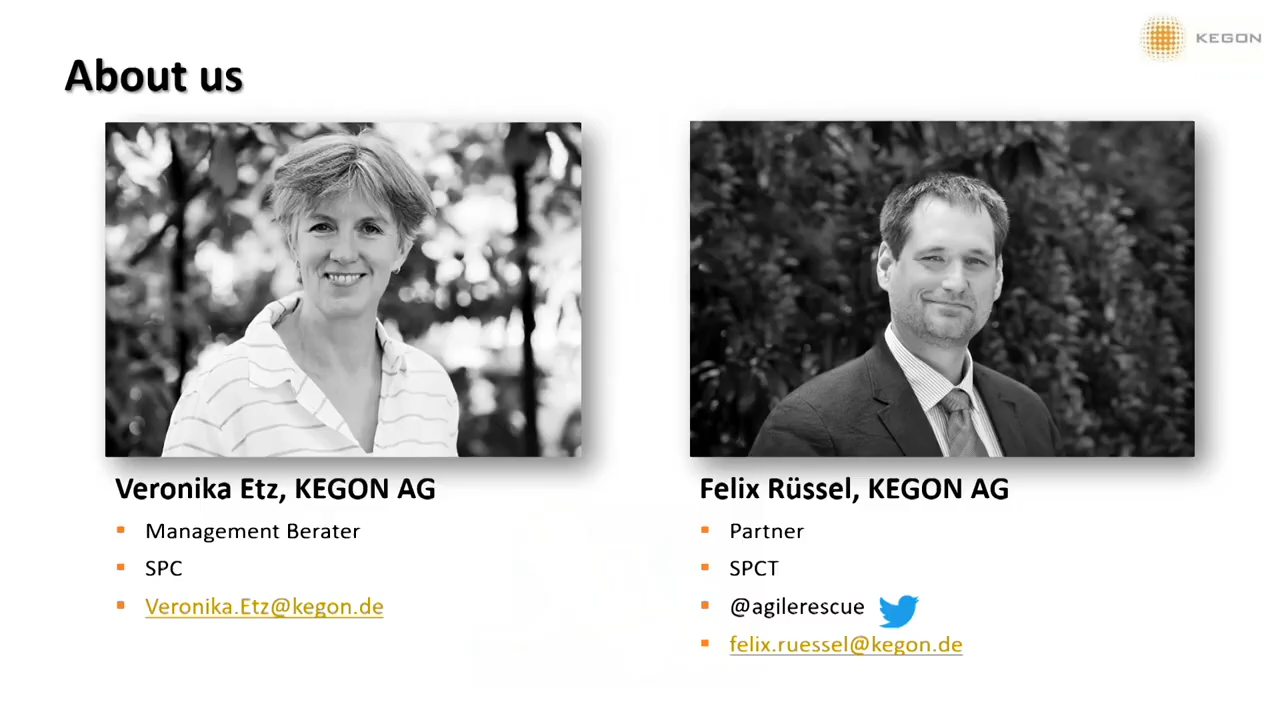 KEGON
About us
Veronika Etz, KEGON AG
Management Berater
SPC
Veronika.Etz@kegon.de
Felix Rüssel, KEGON AG
Partner
SPCT
@agilerescue
felix.ruessel@kegon.de